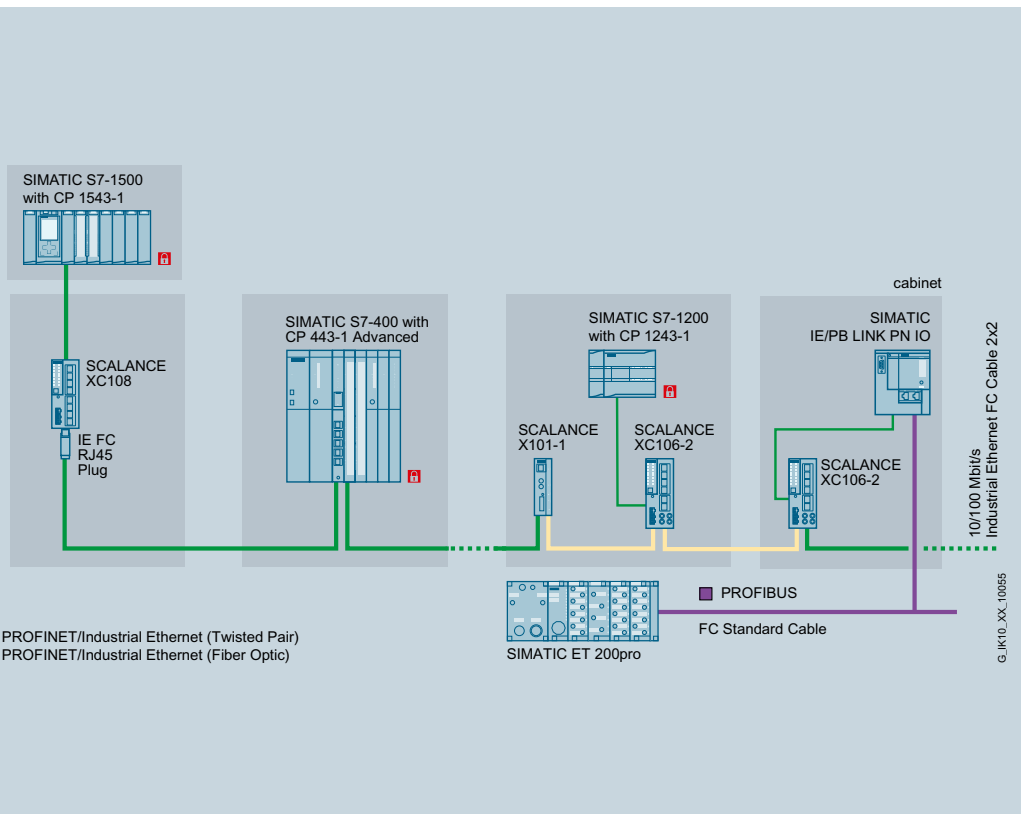 SIMATIC S7-1500
with CP 1543-1
SCALANCE
XC108
IE FC
RJ45
Plug
SIMATIC S7-400 with
CP 443-1 Advanced
SIMATIC S7-1200
with CP 1243-1
SCALANCE
X101-1
SCALANCE
XC106-2
cabinet
SIMATIC
IE/PB LINK PN IO
SCALANCE
XC106-2
10/100 Mbit/s
Industrial Ethernet FC Cable 2x2
PROFIBUS
FC Standard Cable
SIMATIC ET 200pro
PROFINET/Industrial Ethernet (Twisted Pair)
PROFINET/Industrial Ethernet (Fiber Optic)
G_IK10_XX_10055